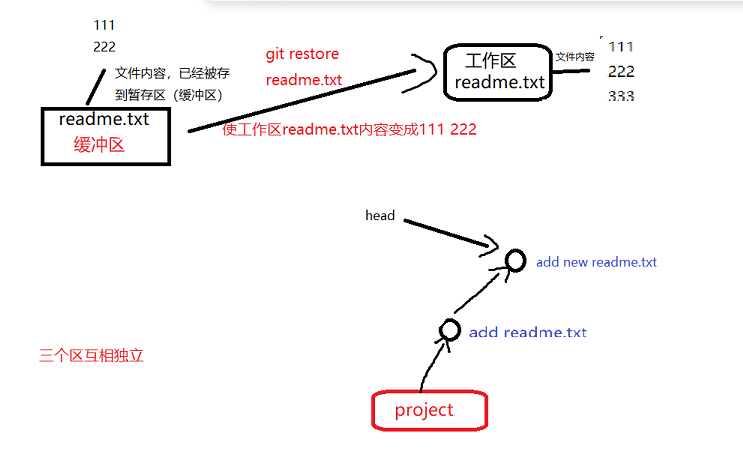 111
222
文件内容，已经被存
到暂存区（缓冲区）
readme.txt
缓冲区
git restore
readme.txt
使工作区readme.txt内容变成111 222
工作区
readme.txt
文件内容
111
222
333
head
add new readme.txt
add readme.txt
三个区互相独立
project